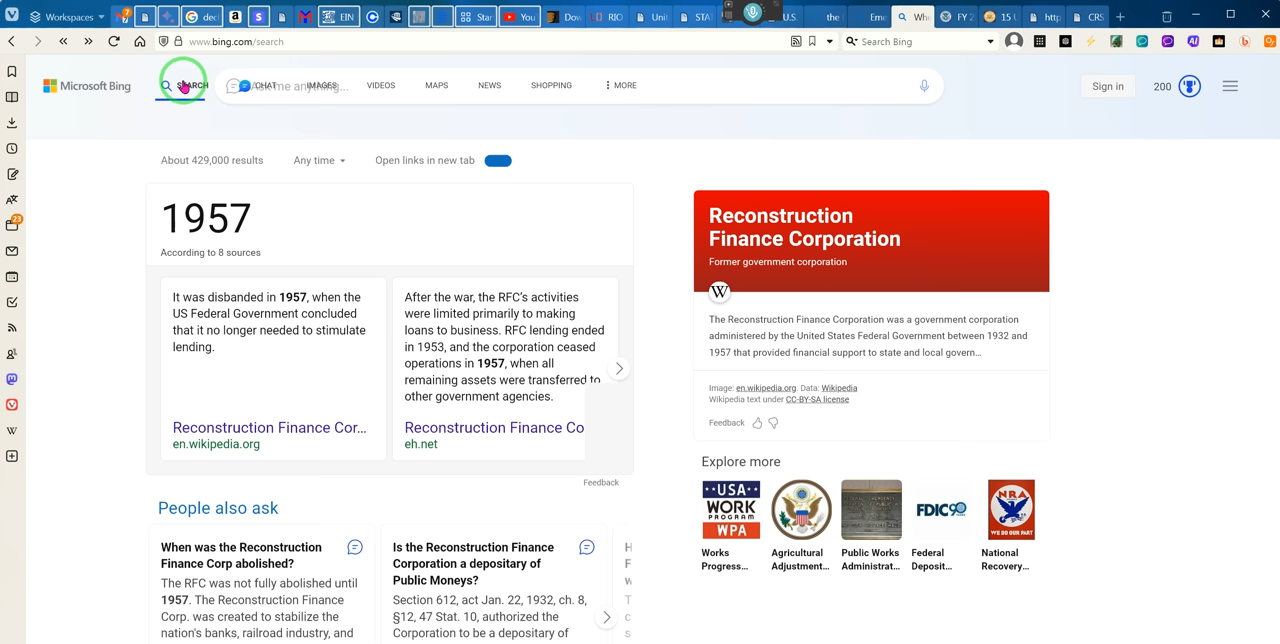 Workspaces
7
decl
EIN
Star
You
Dow
RIO
Unit
STA
U.S.
the
Eme
Wh
FY 2
15 U
http
CRS
www.bing.com/search
Search Bing
Microsoft Bing
SEARCH
CHAT
IMAGES
Ask me anything...
VIDEOS
MAPS
NEWS
SHOPPING
MORE
Sign in
200
23
About 429,000 results
Any time
Open links in new tab
1957
According to 8 sources
It was disbanded in 1957, when the
US Federal Government concluded
that it no longer needed to stimulate
lending.
Reconstruction Finance Cor...
en.wikipedia.org
After the war, the RFC's activities
were limited primarily to making
loans to business. RFC lending ended
in 1953, and the corporation ceased
operations in 1957, when all
remaining assets were transferred to
other government agencies.
Reconstruction Finance Co
eh.net
Feedback
People also ask
When was the Reconstruction
Finance Corp abolished?
The RFC was not fully abolished until
1957. The Reconstruction Finance
Corp. was created to stabilize the
nation's banks, railroad industry, and
Is the Reconstruction Finance
Corporation a depositary of
Public Moneys?
Section 612, act Jan. 22, 1932, ch. 8,
§12, 47 Stat. 10, authorized the
Corporation to be a depositary of
Reconstruction
Finance Corporation
Former government corporation
W
The Reconstruction Finance Corporation was a government corporation
administered by the United States Federal Government between 1932 and
1957 that provided financial support to state and local govern...
Image: en.wikipedia.org. Data: Wikipedia
Wikipedia text under CC-BY-SA license
Feedback
Explore more
USA
WORK
PROGRAM
WPA
FDIC 90
NRA
WE DO OUR PART
Works
Progress...
Agricultural
Adjustment...
Public Works
Administrat...
Federal
Deposit...
National
Recovery...